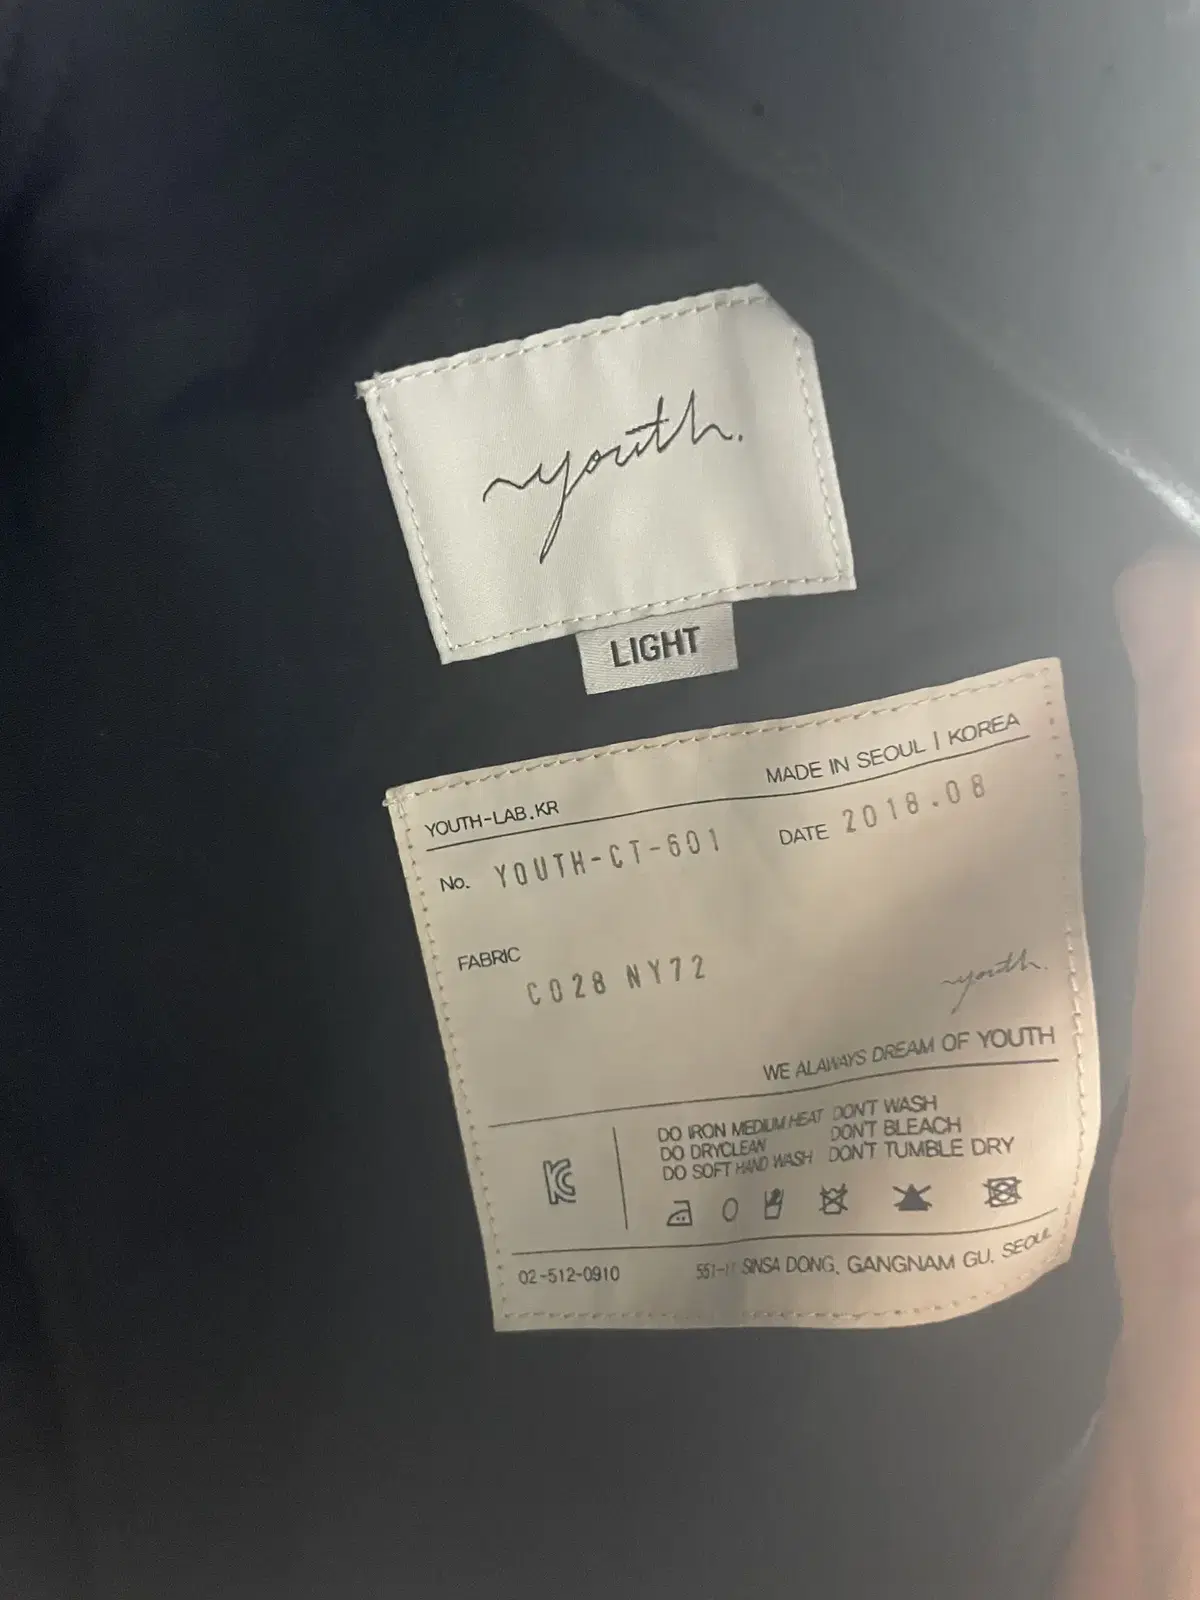 youth.
LIGHT
YOUTH-LAB.KR MADE IN SEOUL | KOREA
No. YOUTH-CT-601 DATE 2018.08
FABRIC
CO28 NY72
youth.
WE ALAWAYS DREAM OF YOUTH
DO IRON MEDIUM HEAT DON'T WASH
DO DRYCLEAN DON'T BLEACH
DO SOFT HAND WASH DON'T TUMBLE DRY
02-512-0910 SINSA DONG, GANGNAM GU. SEOUL